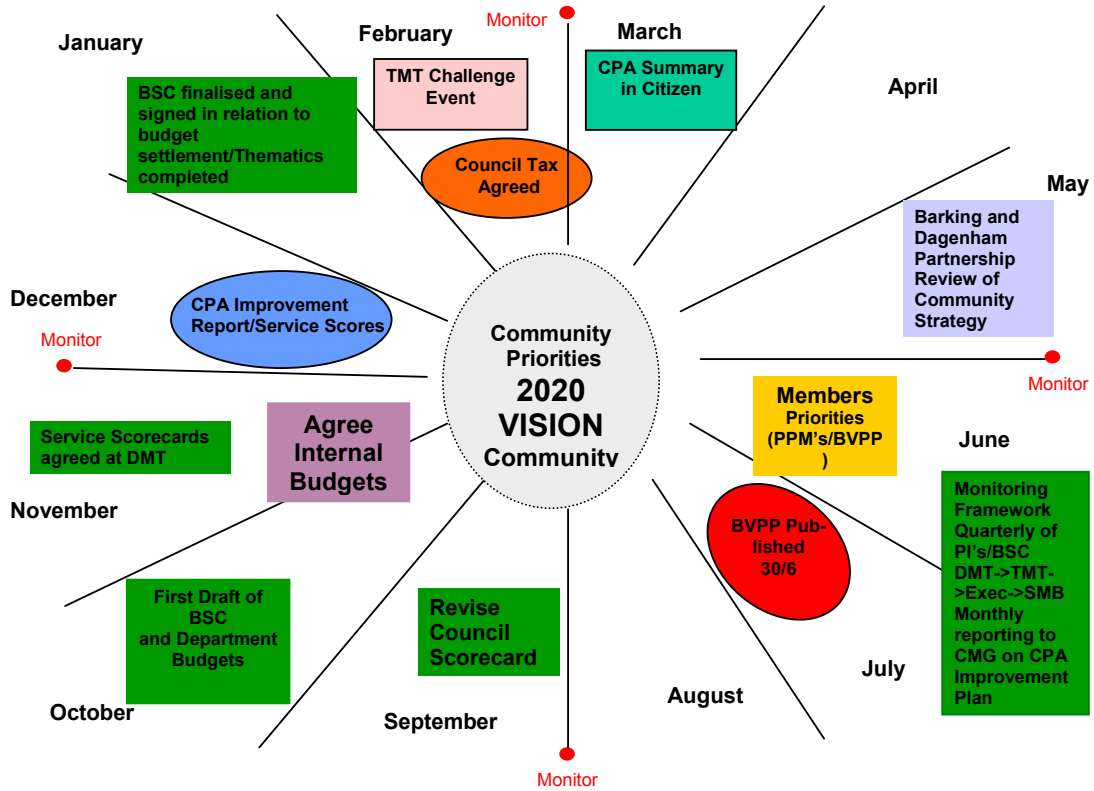 January
BSC finalised and
signed in relation to
budget
settlement/Thematics
completed
February
TMT Challenge
Event
Council Tax
Agreed
Monitor
March
CPA Summary
in Citizen
April
May
Barking and
Dagenham
Partnership
Review of
Community
Strategy
Monitor
Members
Priorities
(PPM's/BVPP
)
June
Monitoring
Framework
Quarterly of
PI's/BSC
DMT->TMT-
>Exec->SMB
Monthly
reporting to
CMG on CPA
Improvement
Plan
BVPP Pub-
lished
30/6
July
August
Monitor
Revise
Council
Scorecard
September
First Draft of
BSC
and Department
Budgets
October
Agree
Internal
Budgets
Service Scorecards
agreed at DMT
November
December
Monitor
CPA Improvement
Report/Service Scores
Community
Priorities
2020
VISION
Community